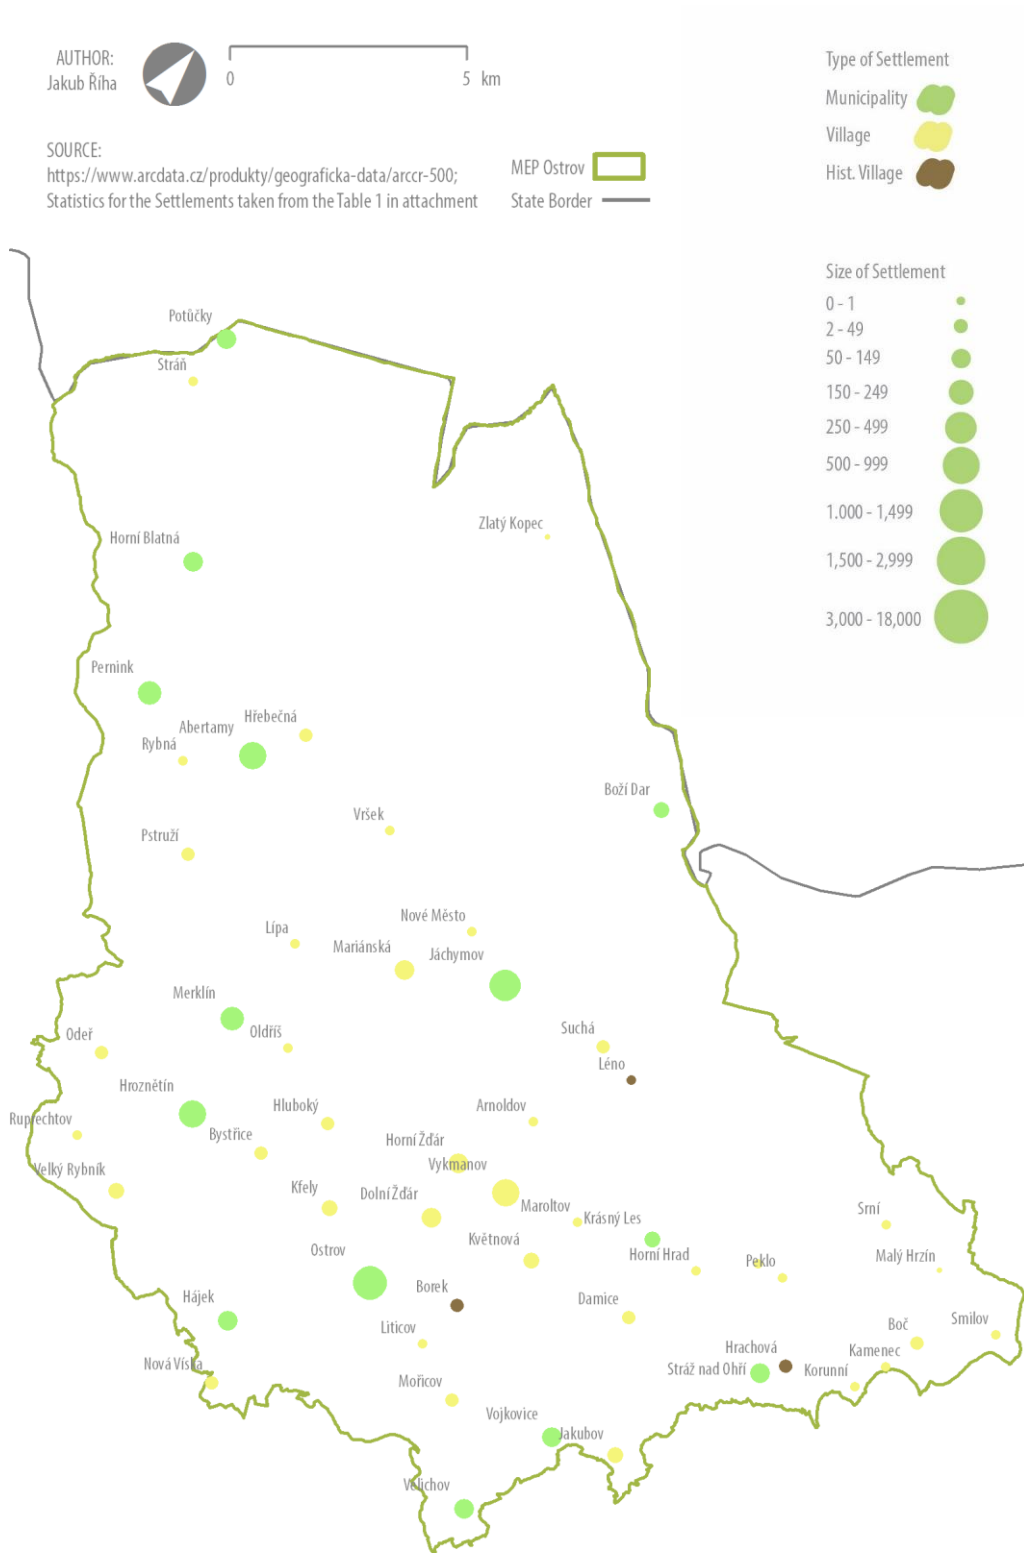 AUTHOR:
Jakub Říha
0 5 km
SOURCE:
https://www.arcdata.cz/produkty/geograficka-data/arccr-500;
Statistics for the Settlements taken from the Table 1 in attachment
MEP Ostrov
State Border
Type of Settlement
Municipality
Village
Hist. Village
Size of Settlement
0 - 1
2 - 49
50 - 149
150 - 249
250 - 499
500 - 999
1.000 - 1,499
1,500 - 2,999
3,000 - 18,000
Potůčky
Stráň
Zlatý Kopec
Horní Blatná
Pernink
Hřebečná
Abertamy
Rybná
Boží Dar
Vršek
Pstruží
Nové Město
Lípa
Mariánská
Jáchymov
Merklín
Oldříš
Odeř
Suchá
Léno
Hroznětín
Hluboký
Arnoldov
Ruprechtov
Bystřice
Horní Žďár
Vykmanov
Velký Rybník
Kfely
Dolní Žďár
Maroltov
Krásný Les
Srní
Květnová
Ostrov
Horní Hrad
Peklo
Malý Hrzín
Borek
Hájek
Damice
Liticov
Boč
Smilov
Hrachová
Kamenec
Stráž nad Ohří
Korunní
Nová Víska
Mořicov
Vojkovice
Jakubov
Velichov